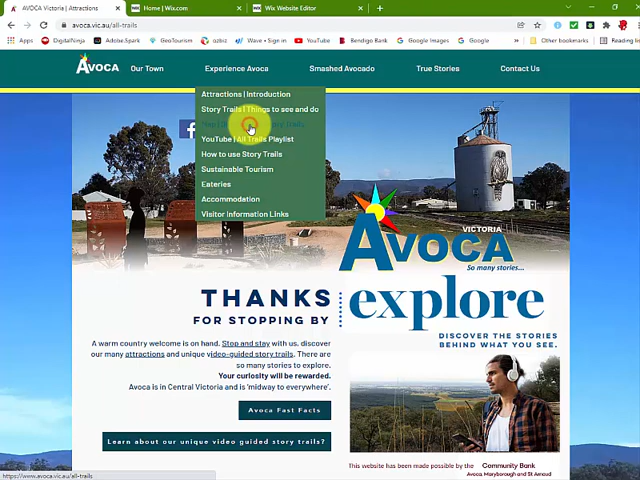 AVOCA Victoria | Attractions
Home | Wix.com
Wix Website Editor
avoca.vic.au/all-trails
Apps
DigitalNinja
Adobe.Spark
GeoTourism
ozbiz
Wave - Sign in
YouTube
Bendigo Bank
Google Images
Google
Other bookmarks
Reading
AVOCA
Our Town
Experience Avoca
Smashed Avocado
True Stories
Contact Us
Attractions | Introduction
Story Trails | Things to see and do
YouTube | All Trails Playlist
How to use Story Trails
Sustainable Tourism
Eateries
Accommodation
Visitor Information Links
VICTORIA
AVOCA
So many stories...
THANKS
FOR STOPPING BY
explore
DISCOVER THE STORIES
BEHIND WHAT YOU SEE.
A warm country welcome is on hand. Stop and stay with us, discover
our many attractions and unique video-guided story trails. There are
so many stories to explore.
Your curiosity will be rewarded.
Avoca is in Central Victoria and is 'midway to everywhere'.
Avoca Fast Facts
Learn about our unique video guided story trails?
This website has been made possible by the Community Bank
Avoca, Maryborough and St Arnaud
https://www.avoca.vic.au/all-trails